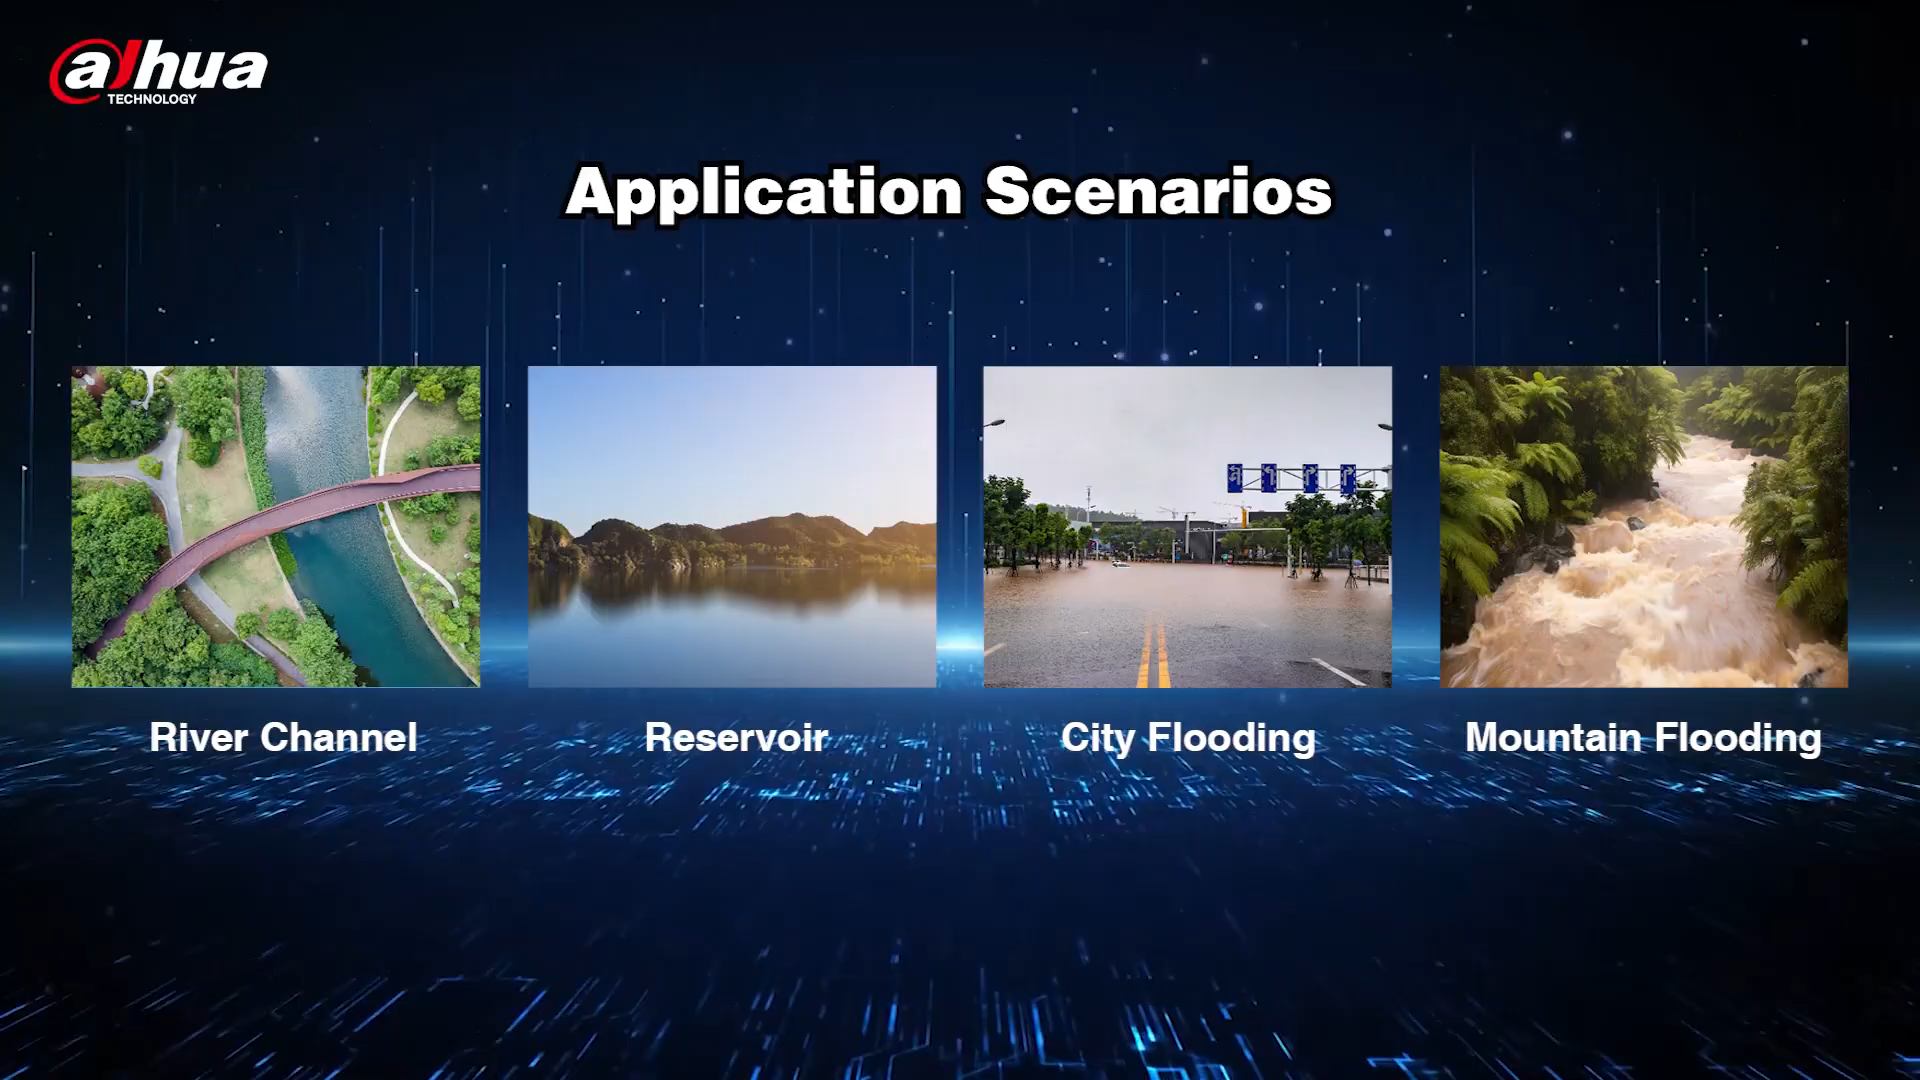 alhua
TECHNOLOGY
Application Scenarios
River Channel
Reservoir
City Flooding
Mountain Flooding